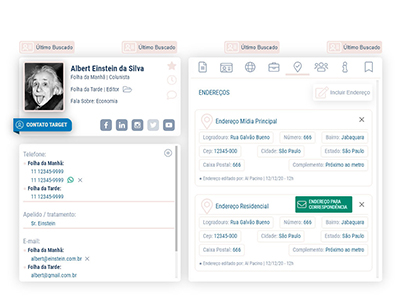 Último Buscado
Último Buscado
Último Buscado
Último Buscado
Albert Einstein da Silva
Folha da Manhã | Colunista
Folha da Tarde | Editor
Fala Sobre: Economia
CONTATO TARGET
Telefone:
Folha da Manhã:
11 12345-9999
11 12345-9999
Folha da Tarde:
11 12345-9999
Apelido / tratamento:
Sr. Einstein
E-mail:
Folha da Manhã:
albert@einstein.com.br
Folha da Tarde:
albert@gmail.com.br
ENDEREÇOS
Incluir Endereço
Endereço Mídia Principal
Logradouro: Rua Galvão Bueno Número: 666 Bairro: Jabaquara
Cep: 12345-000 Cidade: São Paulo Estado: São Paulo
Caixa Postal: 666 Complemento: Próximo ao metro
Endereço editado por: Al Pacino | 12/12/20 - 12h
Endereço Residencial
ENDEREÇO PARA
CORRESPONDÊNCIA
Logradouro: Rua Galvão Bueno Número: 666 Bairro: Jabaquara
Cep: 12345-000 Cidade: São Paulo Estado: São Paulo
Caixa Postal: 666 Complemento: Próximo ao metro
Endereço editado por: Al Pacino | 12/12/20 - 12h